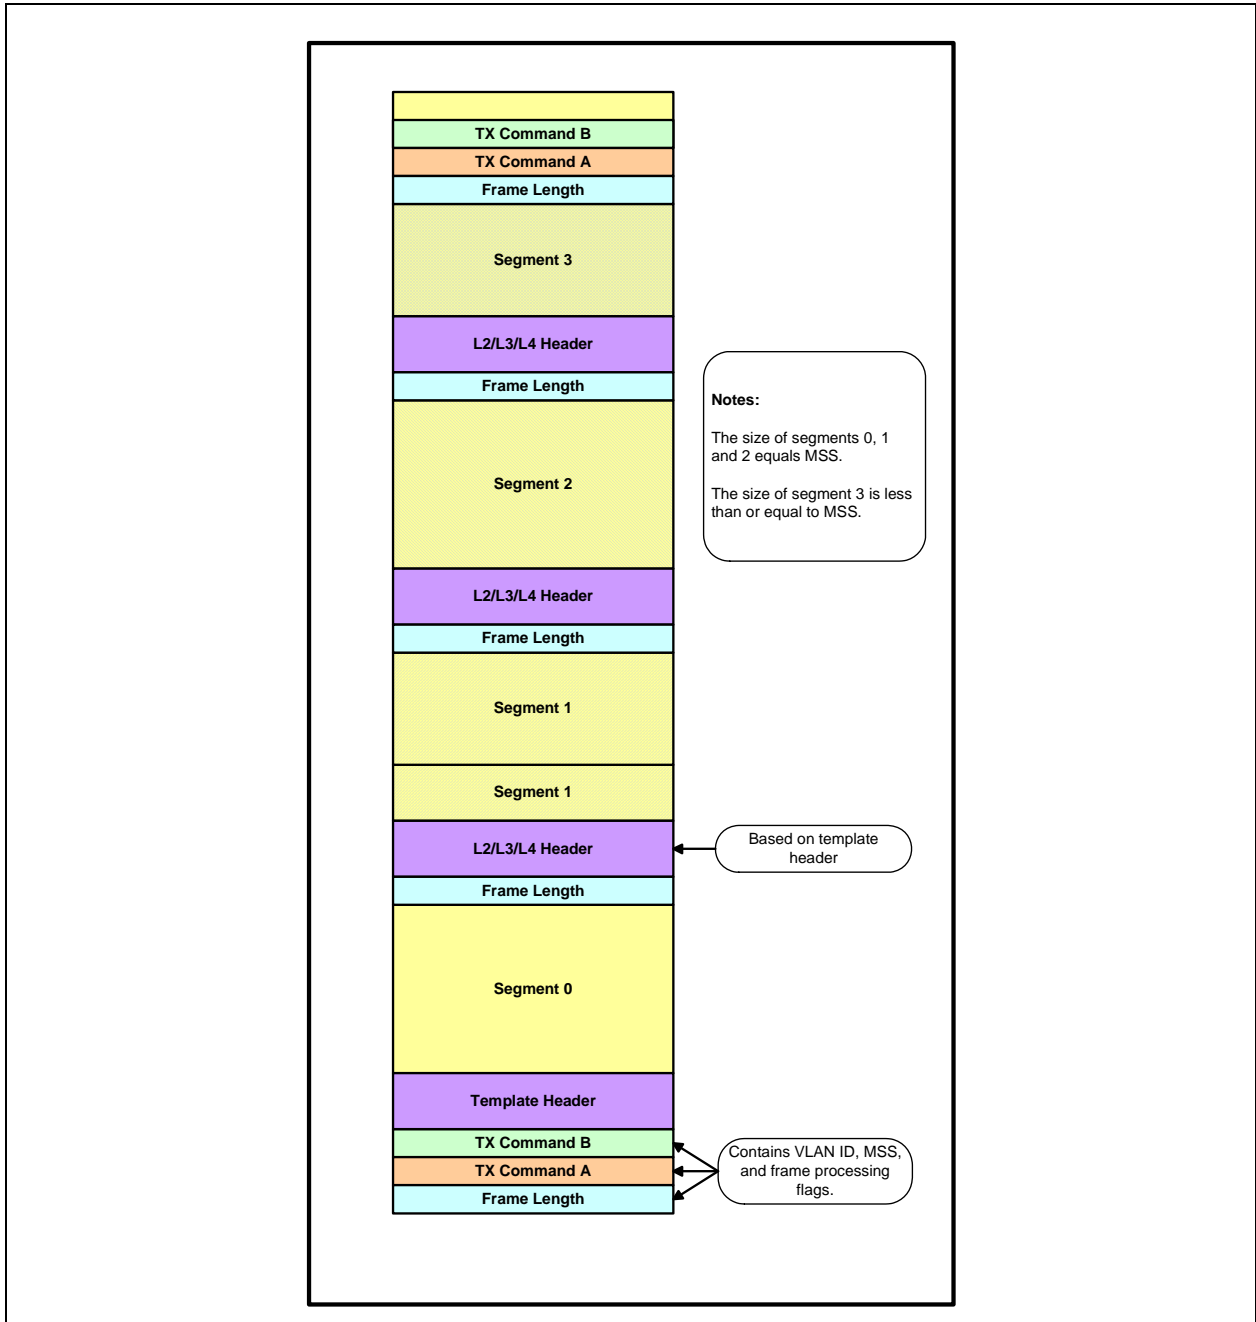 TX Command B
TX Command A
Frame Length
Segment 3
L2/L3/L4 Header
Frame Length
Notes:
The size of segments 0, 1
and 2 equals MSS.
The size of segment 3 is less
than or equal to MSS.
Segment 2
L2/L3/L4 Header
Frame Length
Segment 1
Segment 1
L2/L3/L4 Header
Based on template
header
Frame Length
Segment 0
Template Header
TX Command B
TX Command A
Frame Length
Contains VLAN ID, MSS,
and frame processing
flags.